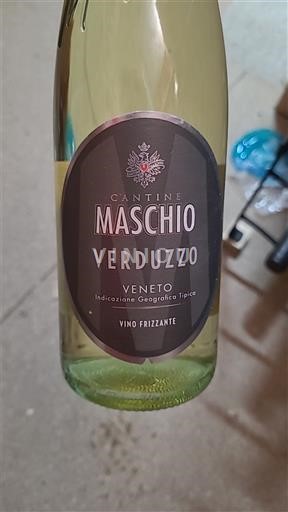 CANTINE
MASCHIO
VERDUZZO
VENETO
Indicazione Geografica Tipica
VINO FRIZZANTE